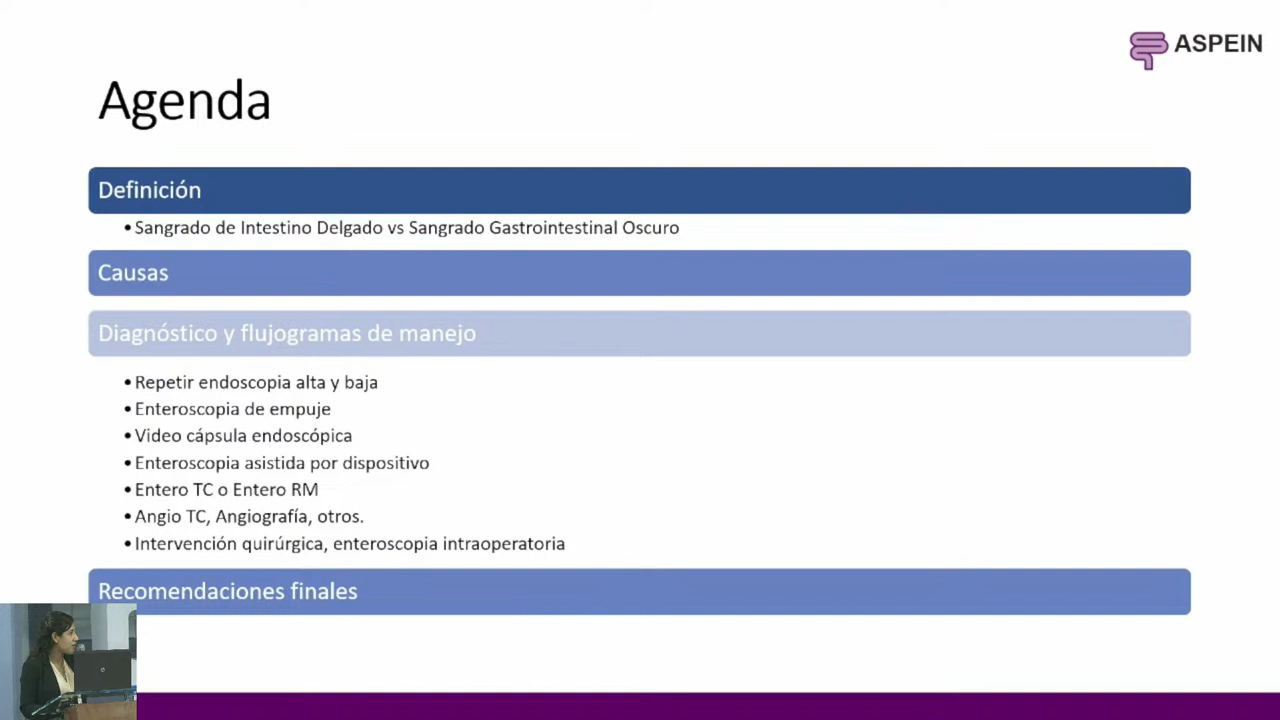 ASPEIN
Agenda
Definición
• Sangrado de Intestino Delgado vs Sangrado Gastrointestinal Oscuro
Causas
Diagnóstico y flujogramas de manejo
• Repetir endoscopia alta y baja
• Enteroscopia de empuje
• Video cápsula endoscópica
• Enteroscopia asistida por dispositivo
• Entero TC o Entero RM
• Angio TC, Angiografía, otros.
• Intervención quirúrgica, enteroscopia intraoperatoria
Recomendaciones finales